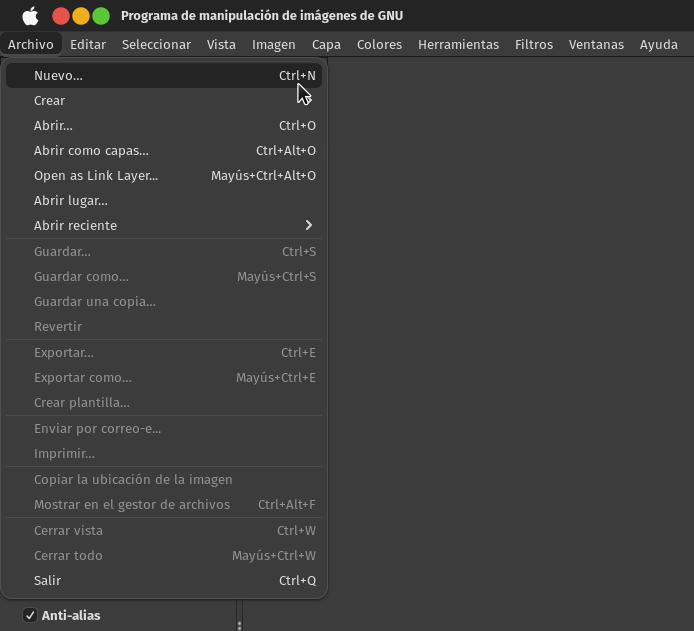 Programa de manipulación de imágenes de GNU
Archivo Editar Seleccionar Vista Imagen Capa Colores Herramientas Filtros Ventanas Ayuda
Nuevo... Ctrl+N
Crear
Abrir... Ctrl+O
Abrir como capas... Ctrl+Alt+O
Open as Link Layer... Mayús+Ctrl+Alt+O
Abrir lugar...
Abrir reciente
Guardar... Ctrl+S
Guardar como... Mayús+Ctrl+S
Guardar una copia...
Revertir
Exportar... Ctrl+E
Exportar como... Mayús+Ctrl+E
Crear plantilla...
Enviar por correo-e...
Imprimir...
Copiar la ubicación de la imagen
Mostrar en el gestor de archivos Ctrl+Alt+F
Cerrar vista Ctrl+W
Cerrar todo Mayús+Ctrl+W
Salir Ctrl+Q
Anti-alias